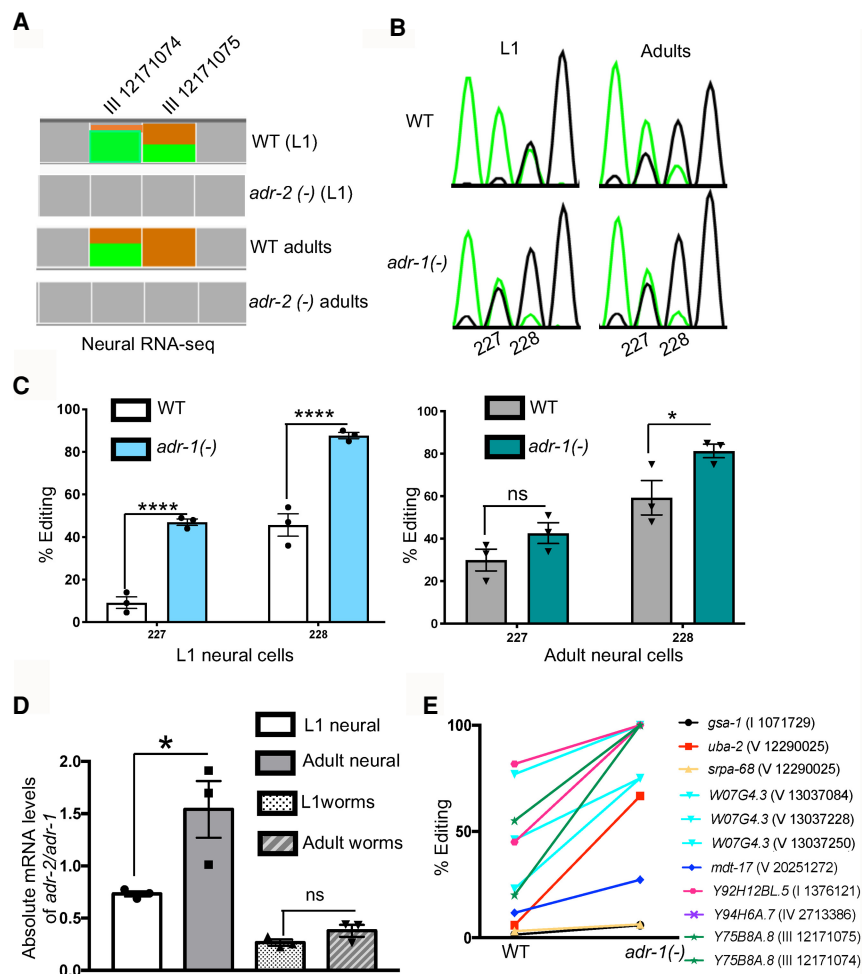 A
III 12171074
III 12171075
WT (L1)
adr-2 (-) (L1)
WT adults
adr-2 (-) adults
Neural RNA-seq
B
L1
Adults
WT
adr-1(-)
227
228
227
228
C
WT
adr-1(-)
% Editing
100
80
60
40
20
0
****
****
227
228
L1 neural cells
WT
adr-1(-)
% Editing
100
80
60
40
20
0
ns
*
227
228
Adult neural cells
D
Absolute mRNA levels
of adr-2/adr-1
2.0
1.5
1.0
0.5
0.0
*
ns
L1 neural
Adult neural
L1worms
Adult worms
E
% Editing
100
50
0
WT
adr-1(-)
gsa-1 (I 1071729)
uba-2 (V 12290025)
srpa-68 (V 12290025)
W07G4.3 (V 13037084)
W07G4.3 (V 13037228)
W07G4.3 (V 13037250)
mdt-17 (V 20251272)
Y92H12BL.5 (I 1376121)
Y94H6A.7 (IV 2713386)
Y75B8A.8 (III 12171075)
Y75B8A.8 (III 12171074)